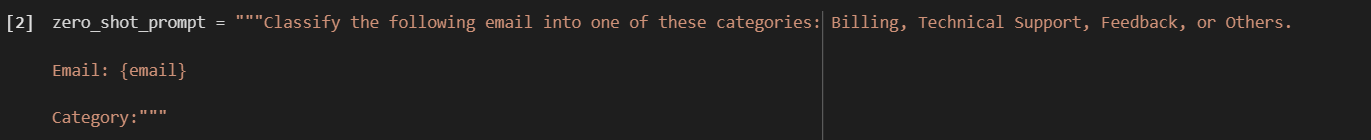 [2] zero_shot_prompt = """Classify the following email into one of these categories: Billing, Technical Support, Feedback, or Others.
Email: {email}
Category:"""